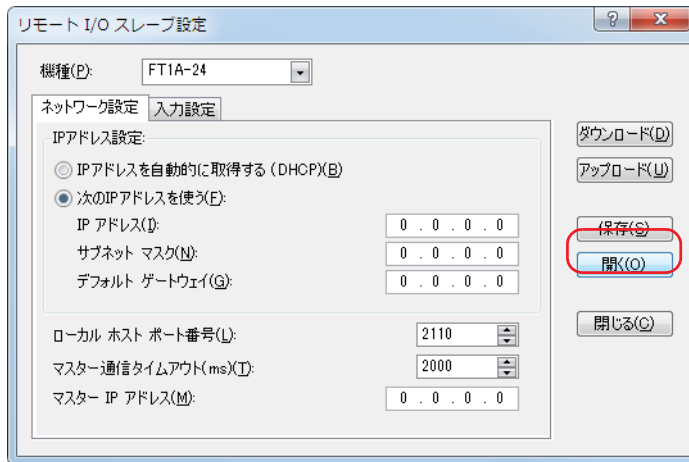 リモート I/O スレーブ設定
機種(P): FT1A-24
ネットワーク設定 入力設定
IPアドレス設定:
IPアドレスを自動的に取得する (DHCP)(B)
次のIPアドレスを使う(F):
IP アドレス(I): 0 . 0 . 0 . 0
サブネット マスク(N): 0 . 0 . 0 . 0
デフォルト ゲートウェイ(G): 0 . 0 . 0 . 0
ローカル ホスト ポート番号(L): 2110
マスター通信タイムアウト(ms)(T): 2000
マスター IP アドレス(M): 0 . 0 . 0 . 0
ダウンロード(D)
アップロード(U)
保存(S)
開く(O)
閉じる(C)